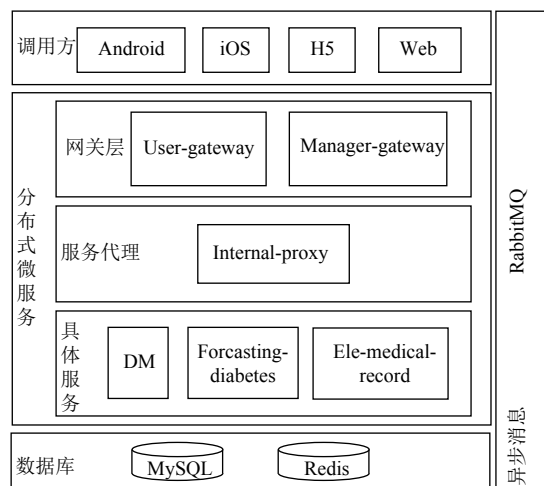 调用方
Android
iOS
H5
Web
分布式微服务
网关层
User-gateway
Manager-gateway
服务代理
Internal-proxy
具体服务
DM
Forcasting-
diabetes
Ele-medical-
record
数据库
MySQL
Redis
RabbitMQ
异步消息